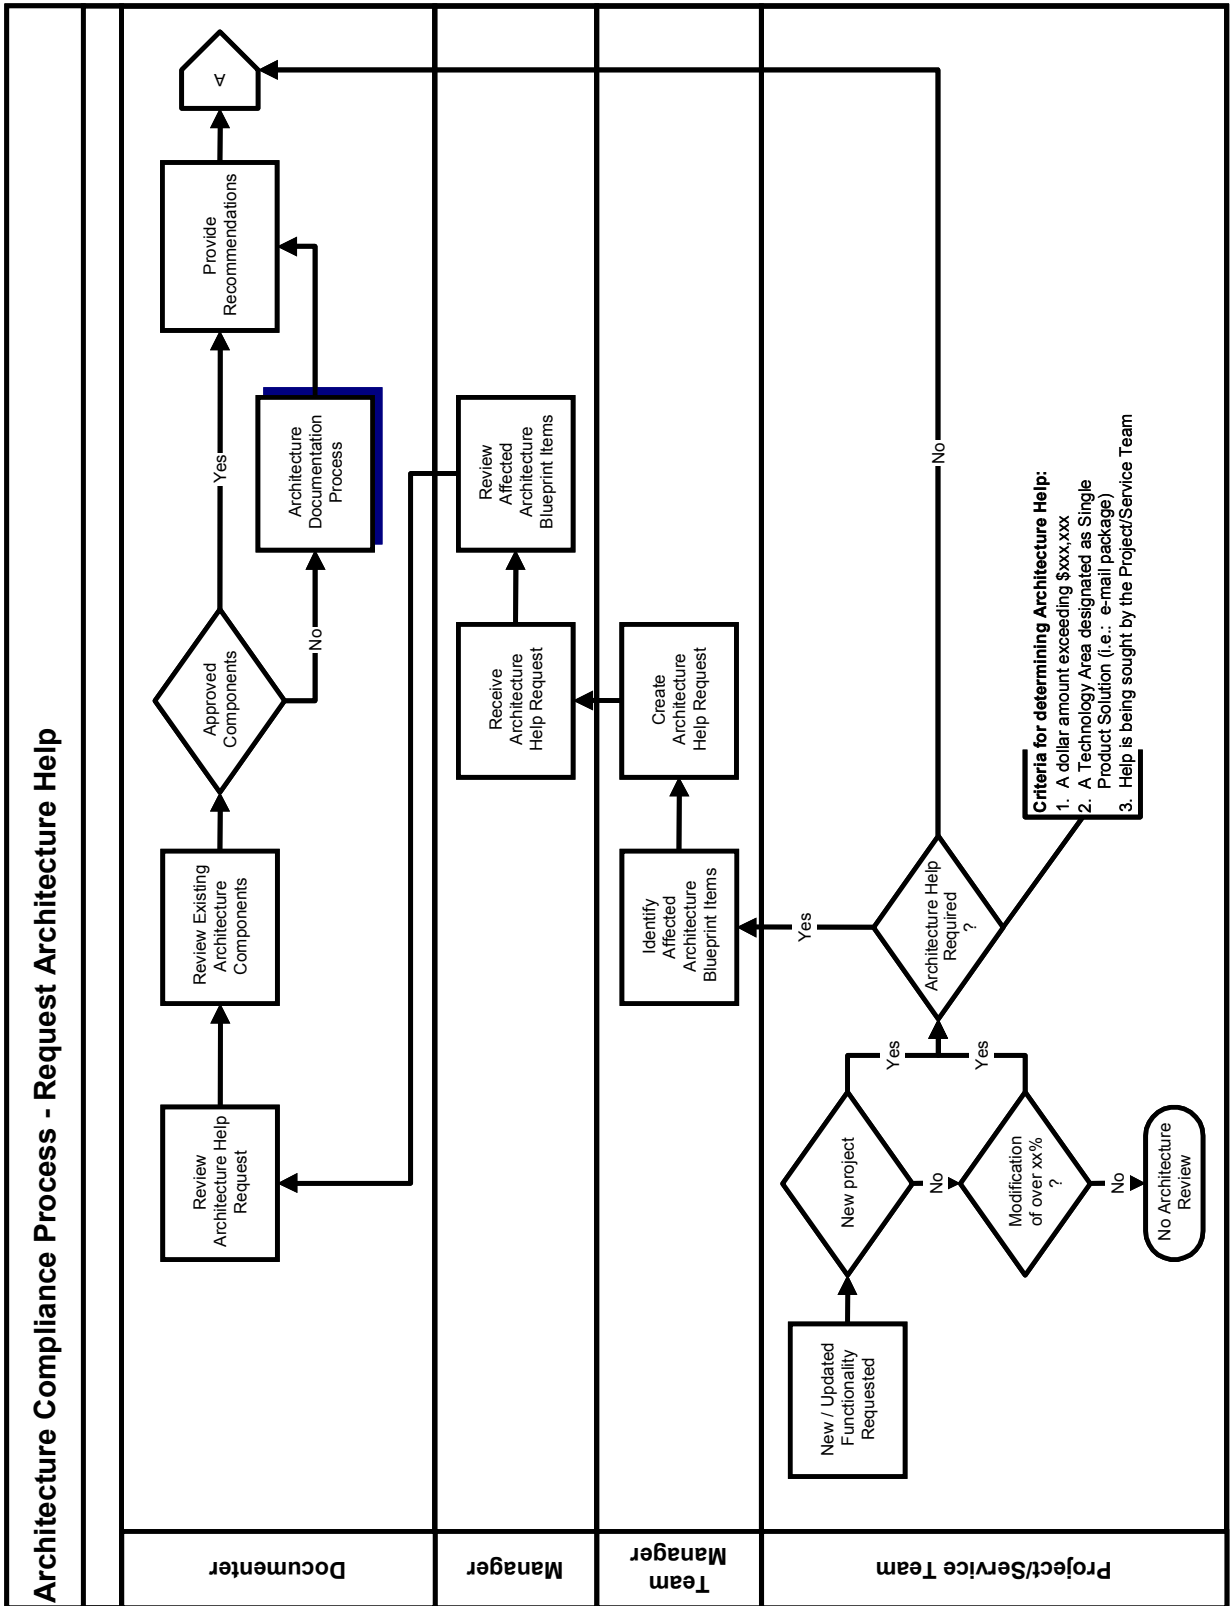 Architecture Compliance Process - Request Architecture Help
Documenter
Review
Architecture Help
Request
Review Existing
Architecture
Components
Approved
Components
Yes
No
Architecture
Documentation
Process
Provide
Recommendations
A
Manager
Receive
Architecture
Help Request
Review
Affected
Architecture
Blueprint Items
Team
Manager
Identify
Affected
Architecture
Blueprint Items
Create
Architecture
Help Request
Project/Service Team
New / Updated
Functionality
Requested
New project
No
Yes
Modification
of over xx%
?
Yes
No
No Architecture
Review
Architecture Help
Required
?
Yes
No
Criteria for determining Architecture Help:
1. A dollar amount exceeding $xxx,xxx
2. A Technology Area designated as Single
Product Solution (i.e.: e-mail package)
3. Help is being sought by the Project/Service Team